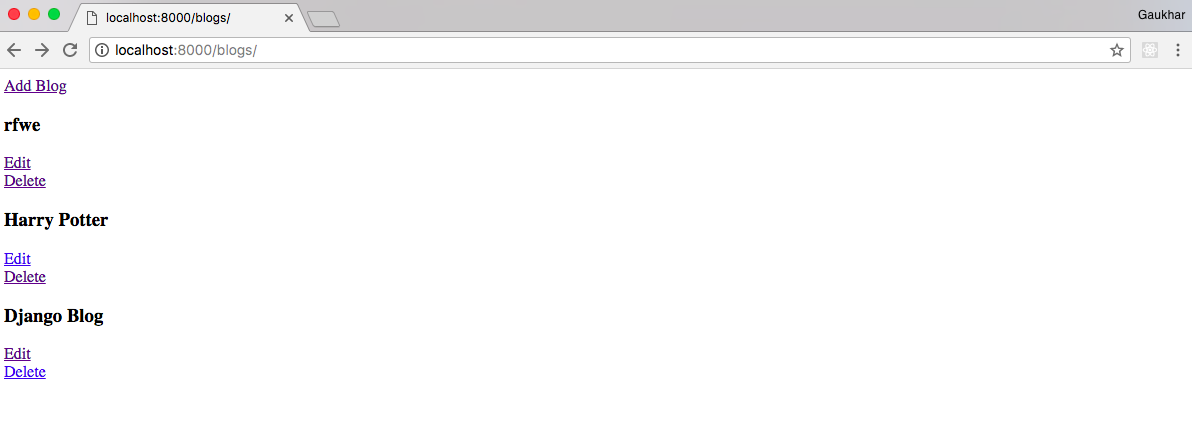 localhost:8000/blogs/
Gaukhar
localhost:8000/blogs/
Add Blog
rfwe
Edit
Delete
Harry Potter
Edit
Delete
Django Blog
Edit
Delete